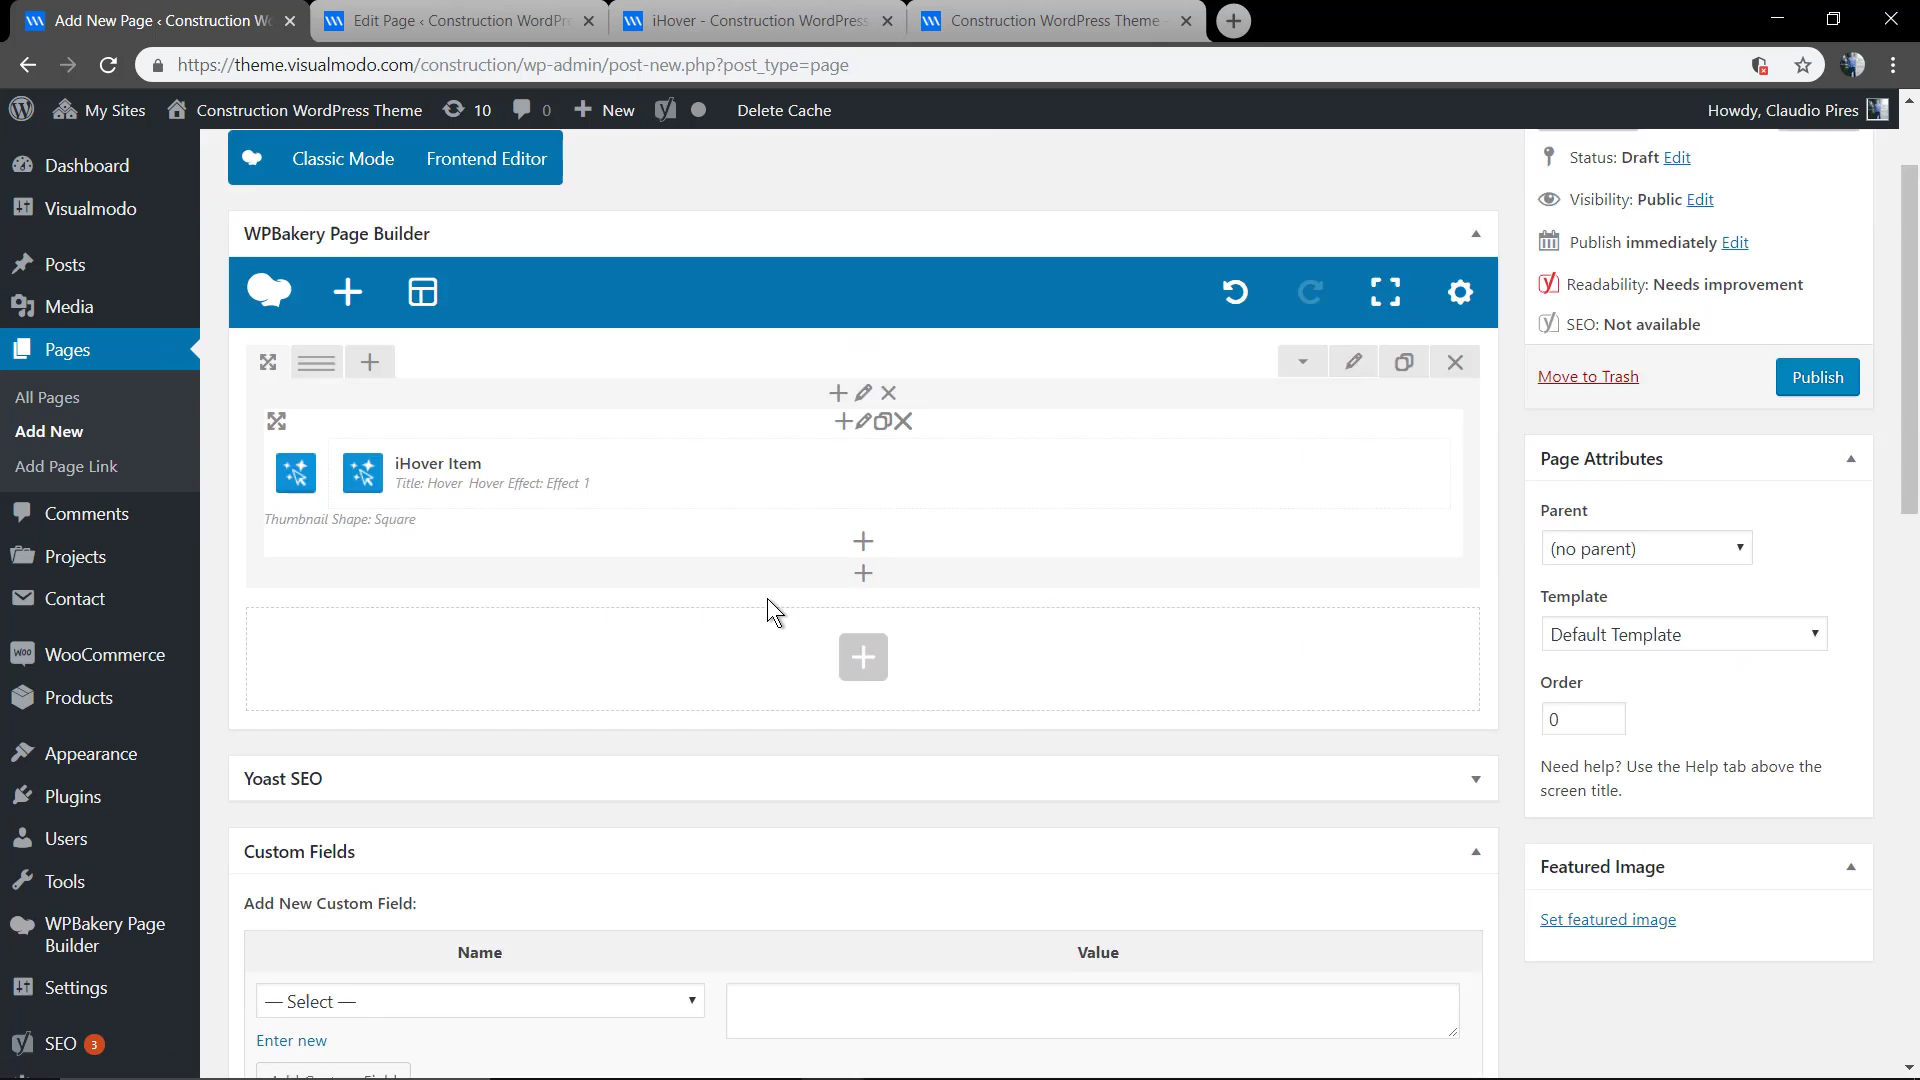 Add New Page ‹ Construction Wo
Edit Page ‹ Construction WordPre
iHover - Construction WordPress
Construction WordPress Theme -
https://theme.visualmodo.com/construction/wp-admin/post-new.php?post_type=page
My Sites
Construction WordPress Theme
10
0
New
Delete Cache
Howdy, Claudio Pires
Dashboard
Visualmodo
Posts
Media
Pages
All Pages
Add New
Add Page Link
Comments
Projects
Contact
WooCommerce
Products
Appearance
Plugins
Users
Tools
WPBakery Page
Builder
Settings
SEO 3
Classic Mode
Frontend Editor
WPBakery Page Builder
iHover Item
Title: Hover Hover Effect: Effect 1
Thumbnail Shape: Square
Yoast SEO
Custom Fields
Add New Custom Field:
Name
Value
— Select —
Enter new
Status: Draft Edit
Visibility: Public Edit
Publish immediately Edit
Readability: Needs improvement
SEO: Not available
Move to Trash
Publish
Page Attributes
Parent
(no parent)
Template
Default Template
Order
0
Need help? Use the Help tab above the
screen title.
Featured Image
Set featured image